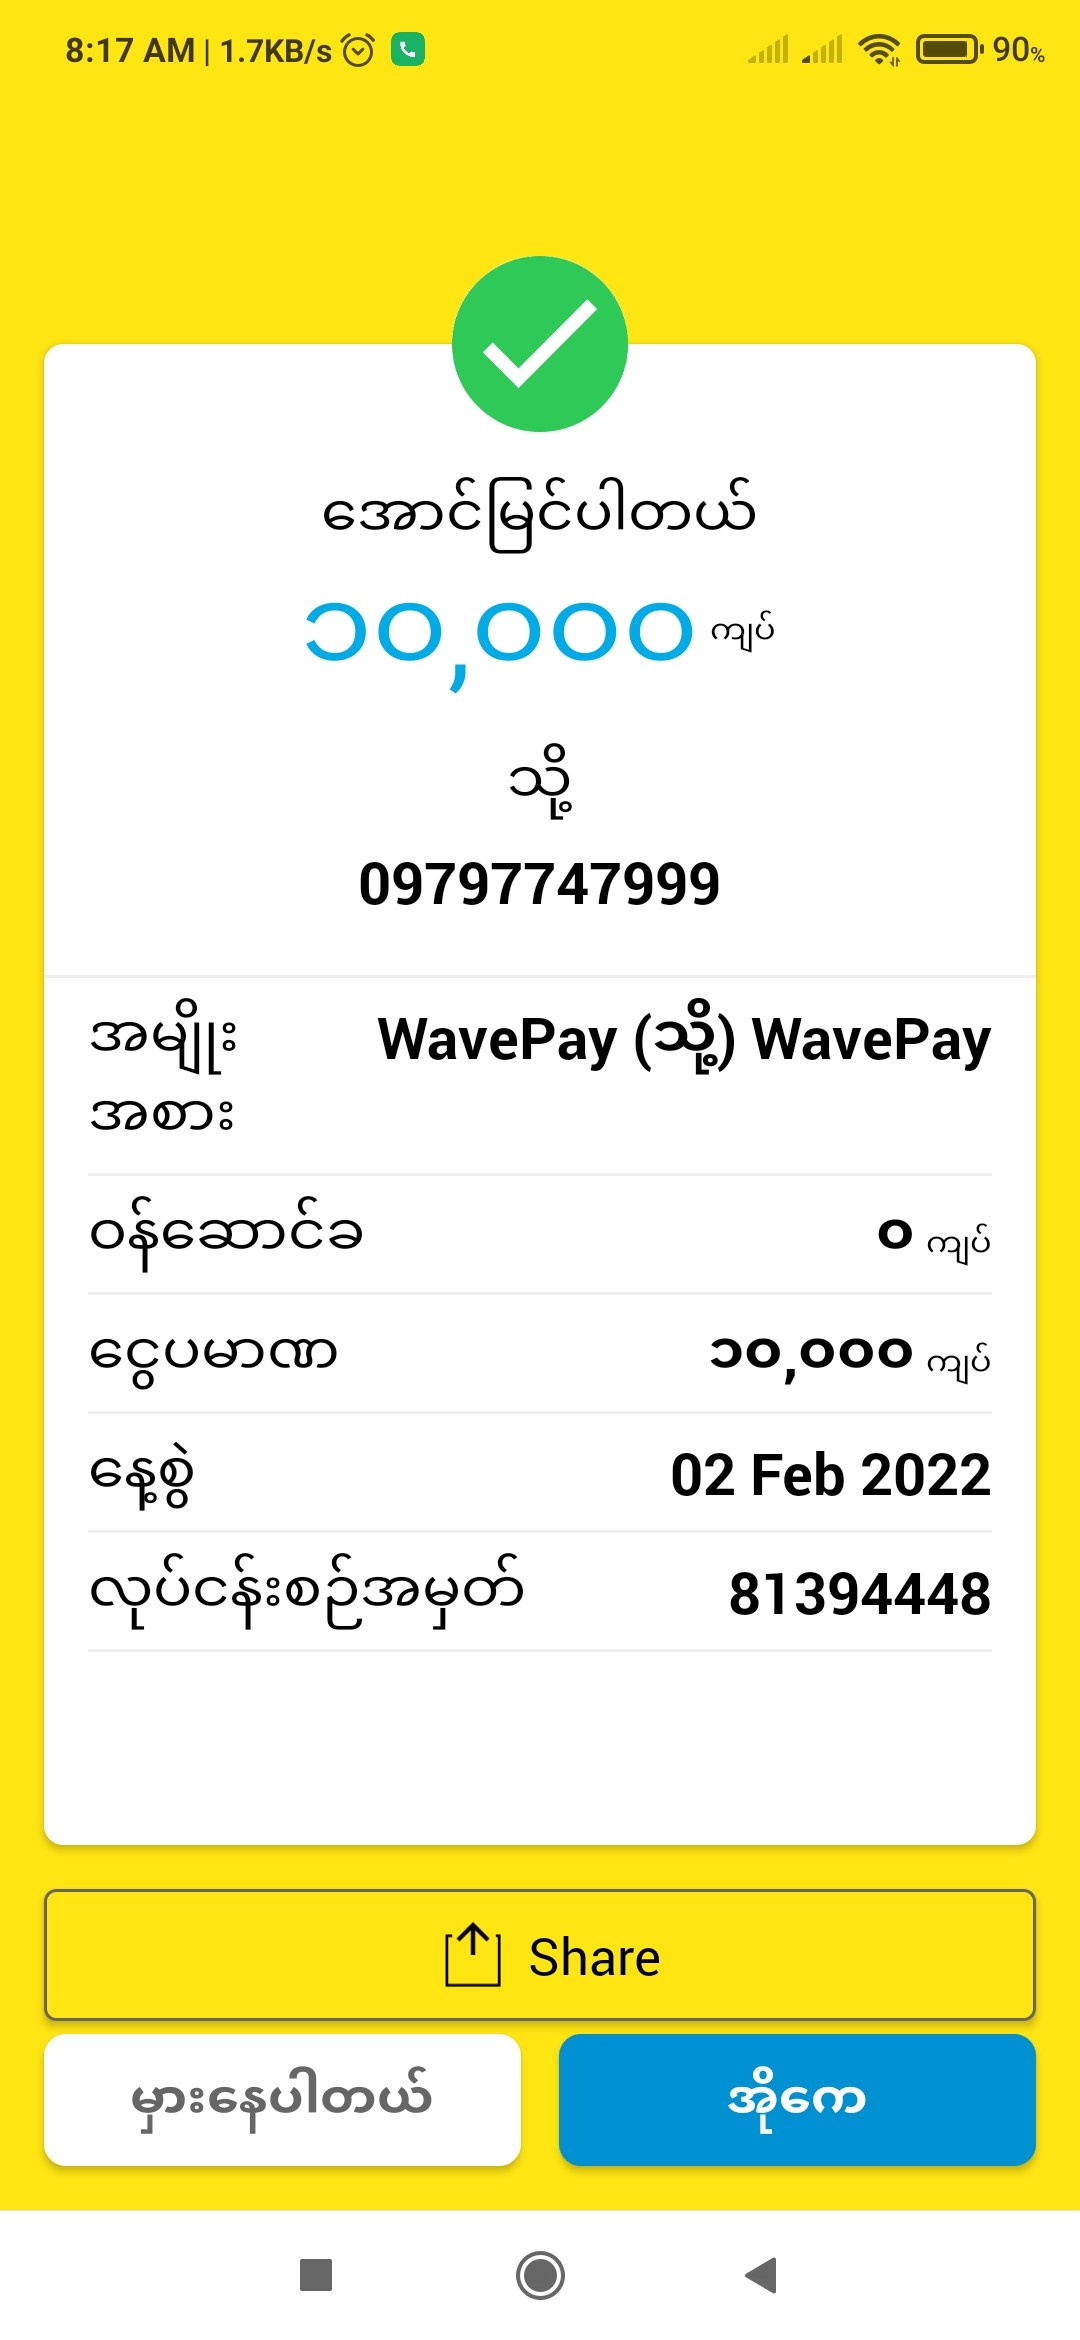 8:17 AM | 1.7KB/s 90%
အောင်မြင်ပါတယ်
၁၀,၀၀၀ ကျပ်
သို့
09797747999
အမျိုး WavePay (သို့) WavePay
အစား
ဝန်ဆောင်ခ ၀ ကျပ်
ငွေပမာဏ ၁၀,၀၀၀ ကျပ်
နေ့စွဲ 02 Feb 2022
လုပ်ငန်းစဉ်အမှတ် 81394448
Share
မှားနေပါတယ် အိုကေ